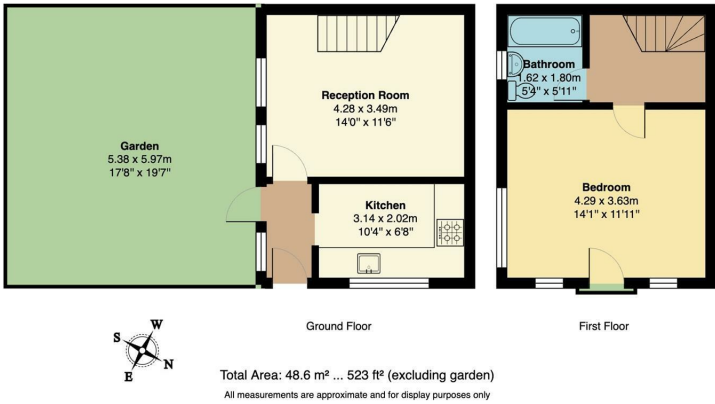 Garden
5.38 x 5.97m
17'8" x 19'7"
Reception Room
4.28 x 3.49m
14'0" x 11'6"
Kitchen
3.14 x 2.02m
10'4" x 6'8"
Bathroom
1.62 x 1.80m
5'4" x 5'11"
Bedroom
4.29 x 3.63m
14'1" x 11'11"
Ground Floor
First Floor
W
S
N
E
Total Area: 48.6 m² ... 523 ft² (excluding garden)
All measurements are approximate and for display purposes only